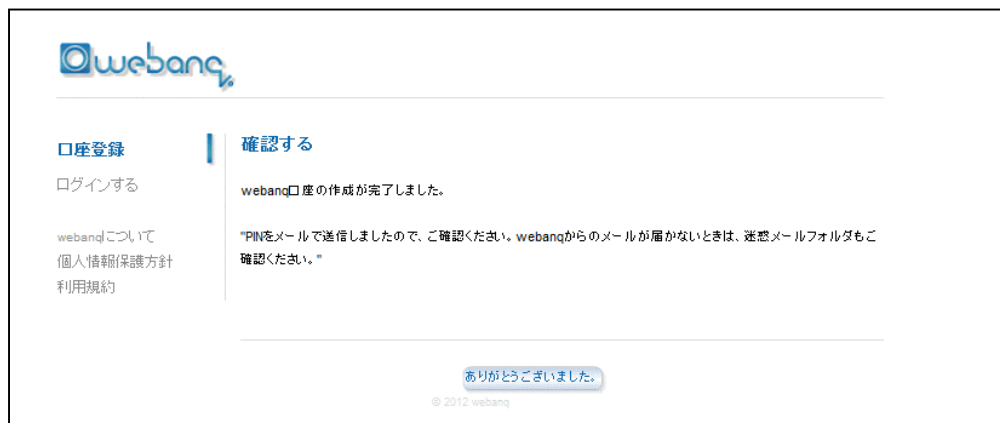 webanq
口座登録
ログインする
webanqについて
個人情報保護方針
利用規約
確認する
webanq口座の作成が完了しました。
"PINをメールで送信しましたので、ご確認ください。webanqからのメールが届かないときは、迷惑メールフォルダもご
確認ください。"
ありがとうございました。
© 2012 webanq